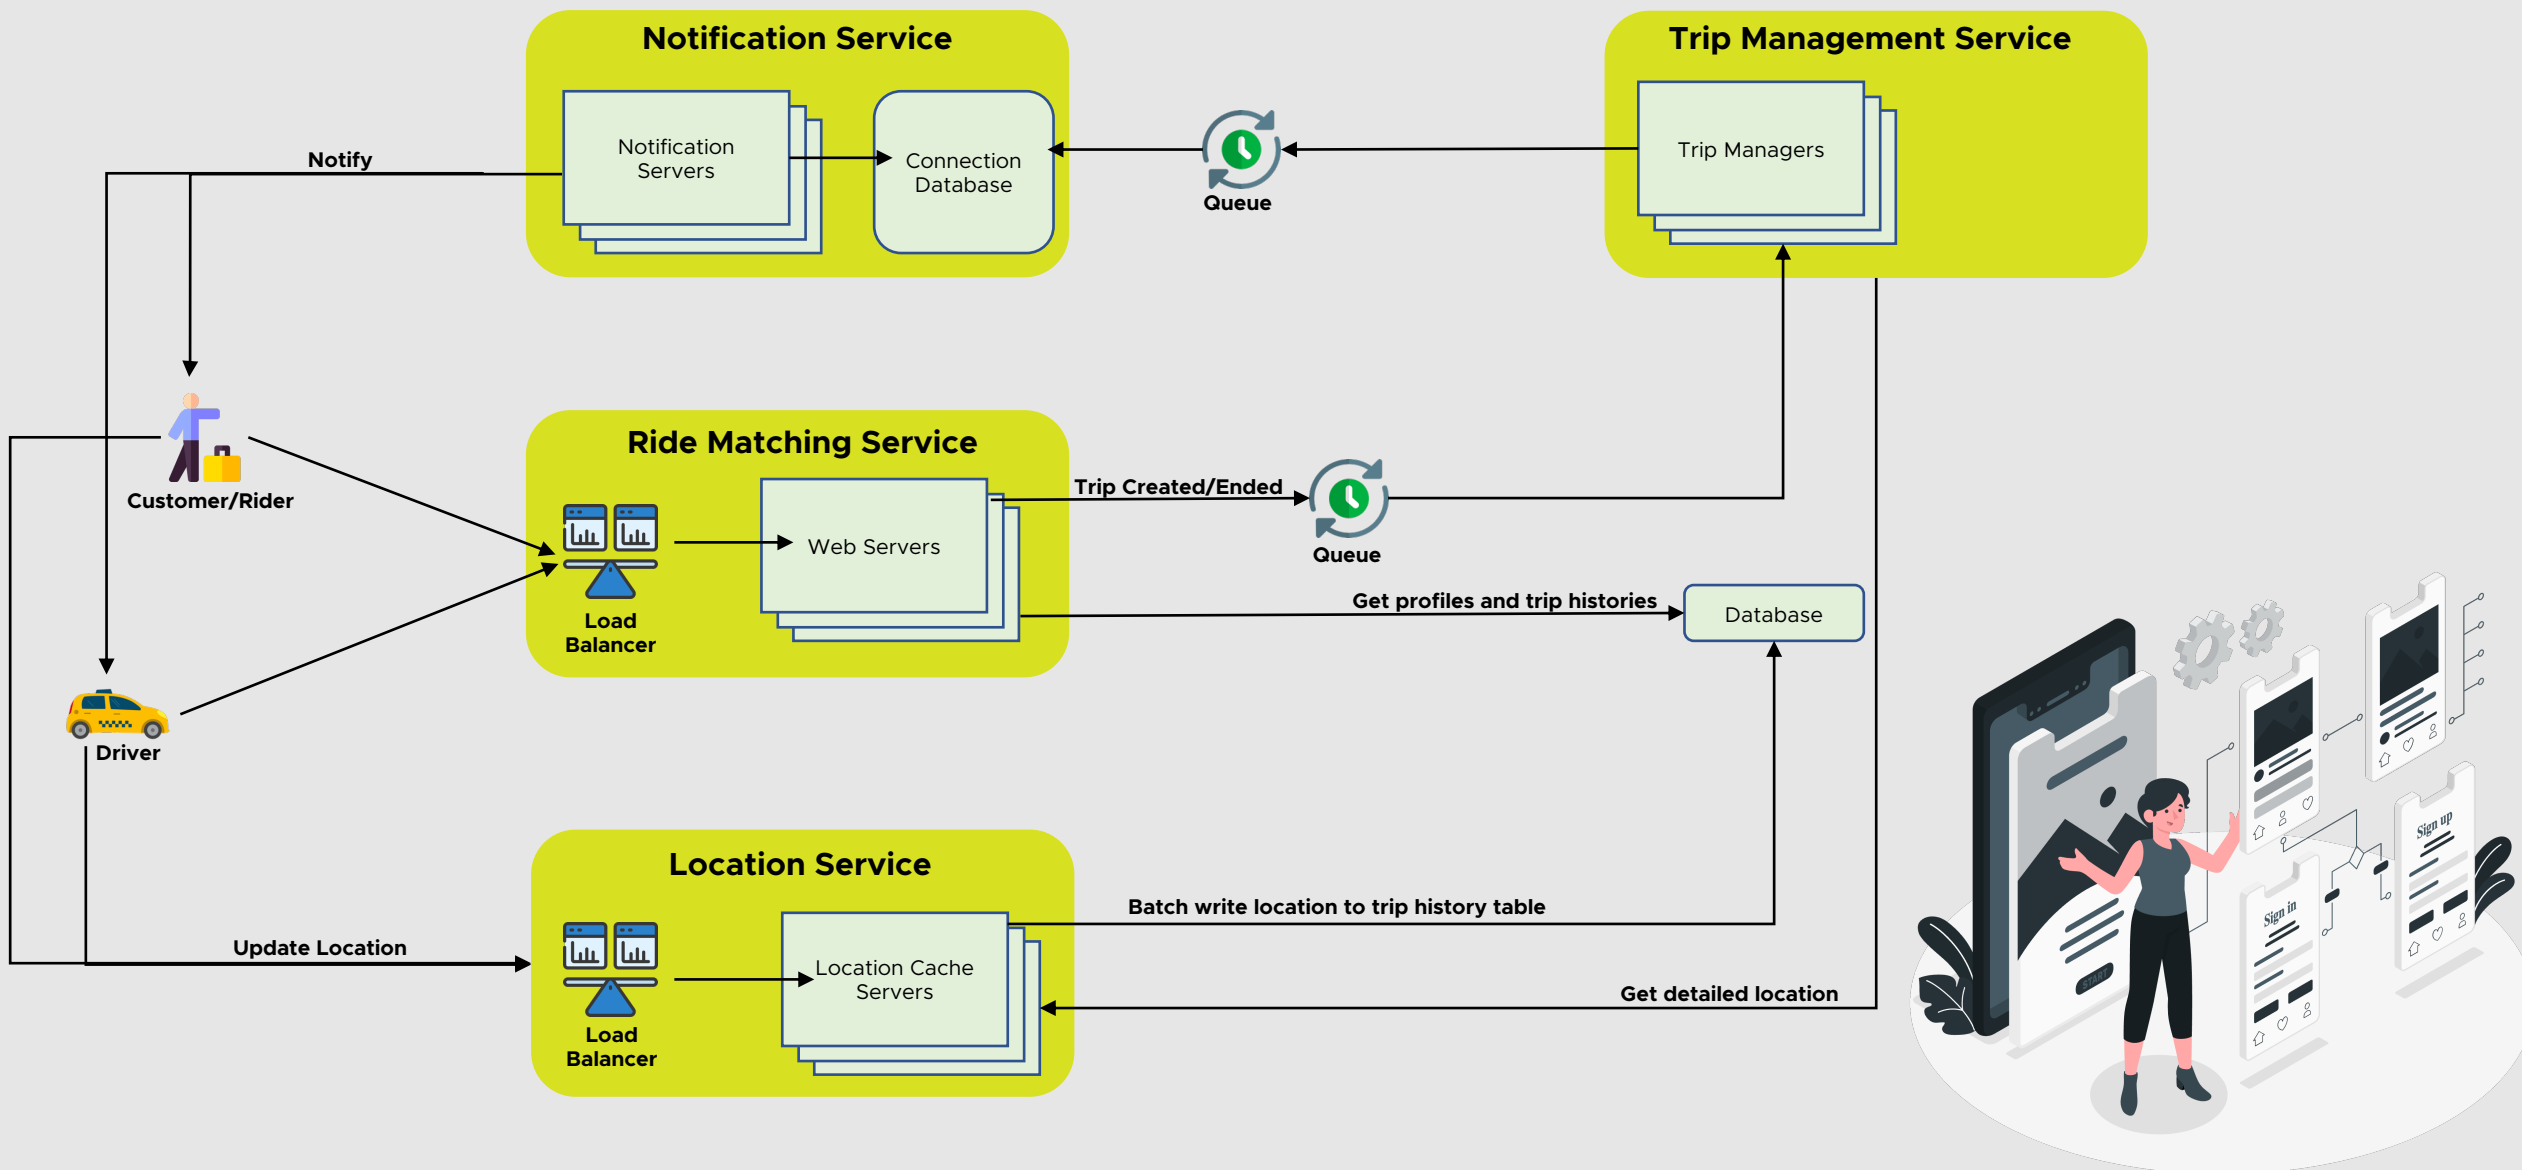 Notification Service
Trip Management Service
Notification
Servers
Connection
Database
Queue
Trip Managers
Notify
Customer/Rider
Ride Matching Service
Load
Balancer
Web Servers
Trip Created/Ended
Queue
Get profiles and trip histories
Database
Driver
Location Service
Update Location
Load
Balancer
Location Cache
Servers
Batch write location to trip history table
Get detailed location
Sign up
Sign in
START